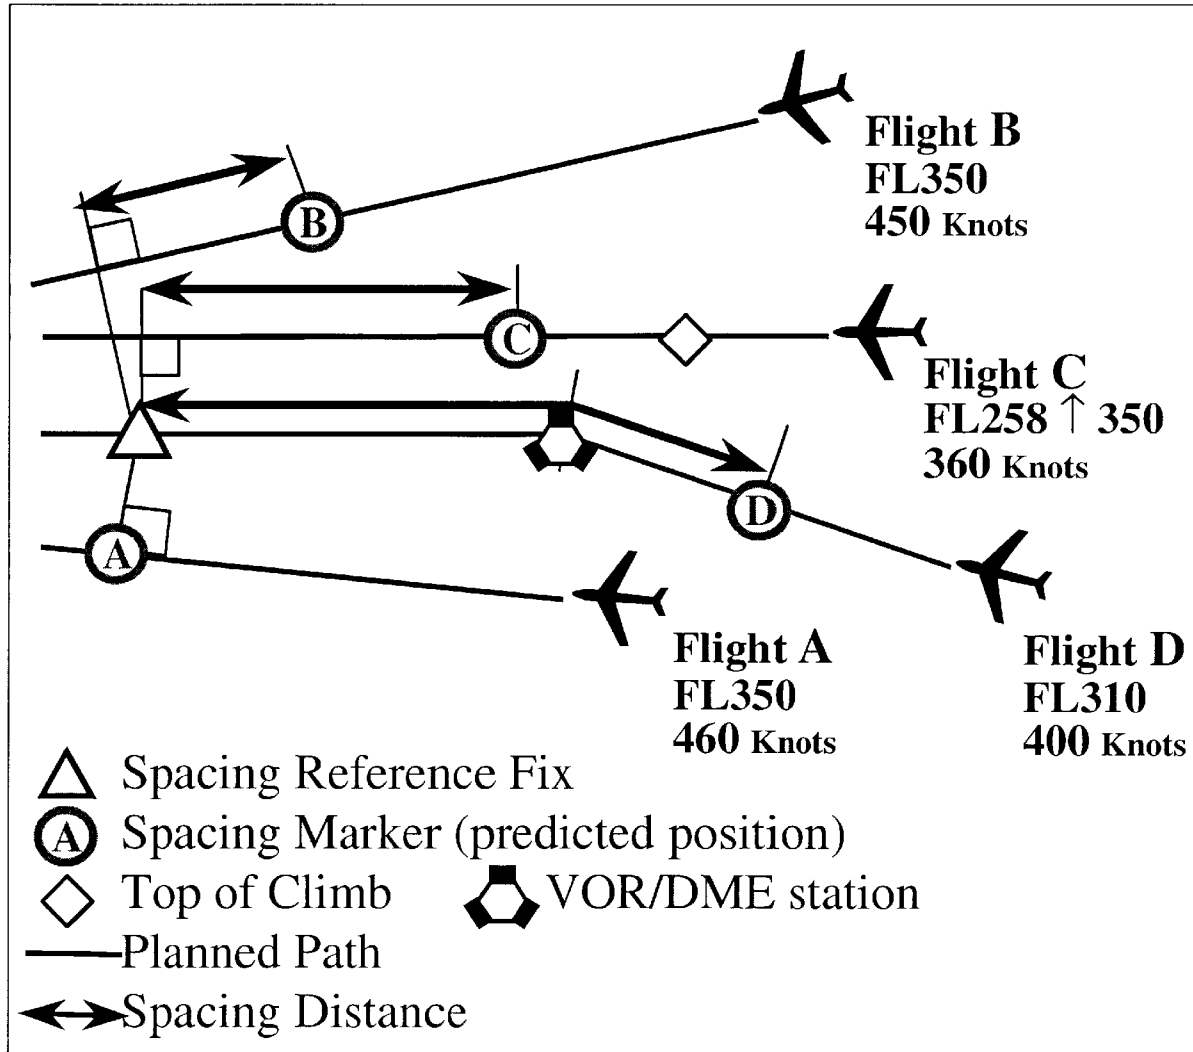 Flight B
FL350
450 Knots
B
C
Flight C
FL258 ↑ 350
360 Knots
D
A
Flight A
FL350
460 Knots
Flight D
FL310
400 Knots
Spacing Reference Fix
A Spacing Marker (predicted position)
Top of Climb VOR/DME station
Planned Path
Spacing Distance